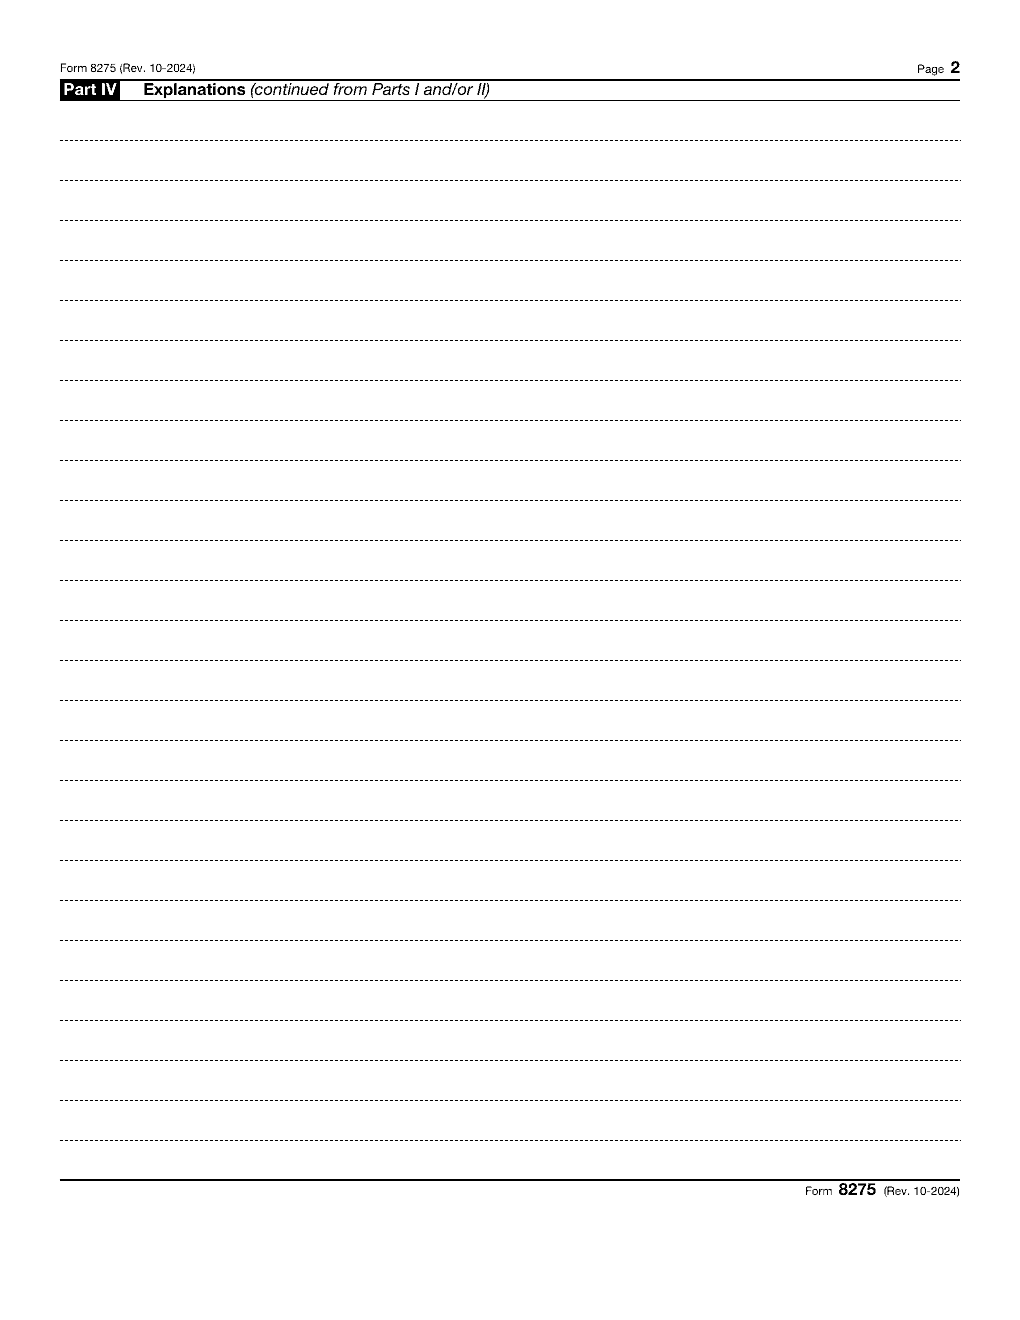 Form 8275 (Rev. 10-2024) Page 2
Part IV Explanations (continued from Parts I and/or II)
Form 8275 (Rev. 10-2024)